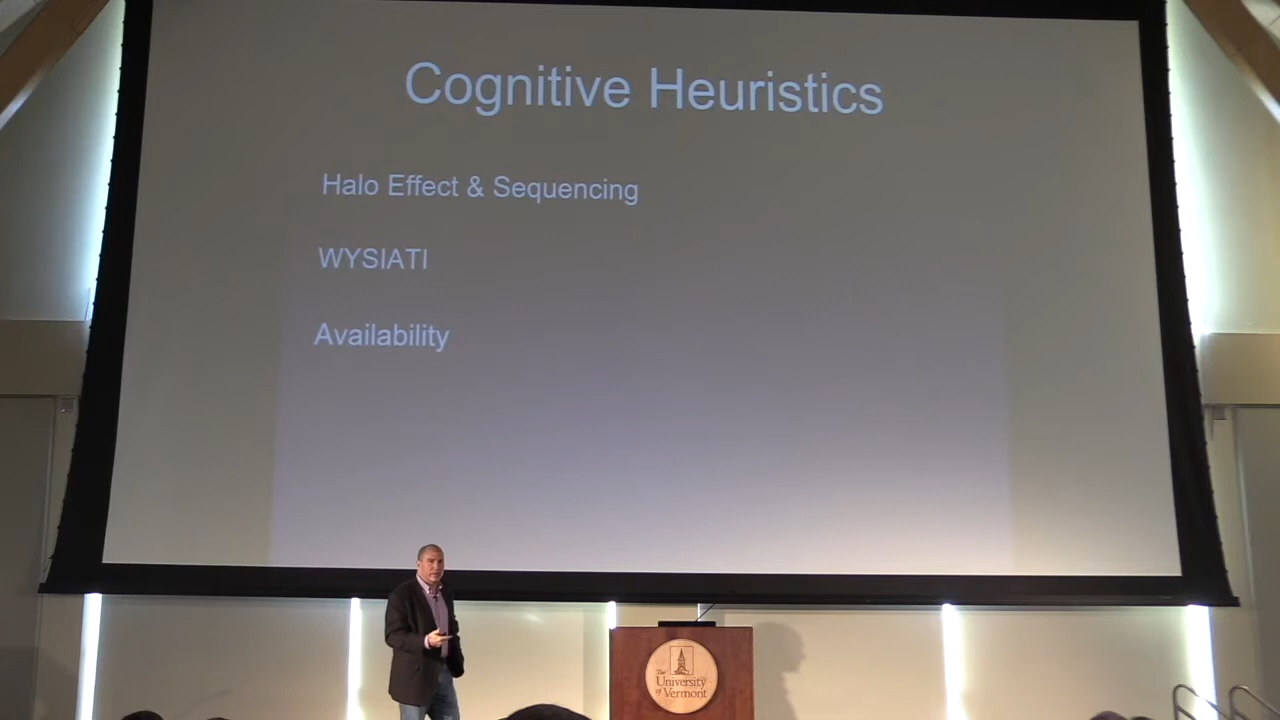 Cognitive Heuristics
Halo Effect & Sequencing
WYSIATI
Availability
The
University
of Vermont